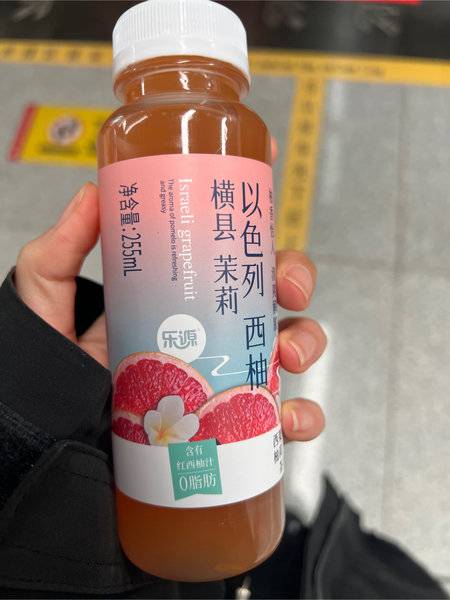 以色列 西柚
横县 茉莉
Israeli grapefruit
The aroma of pomelo is refreshing
and greasy
净含量:255mL
乐源
含有
红西柚汁
0脂肪